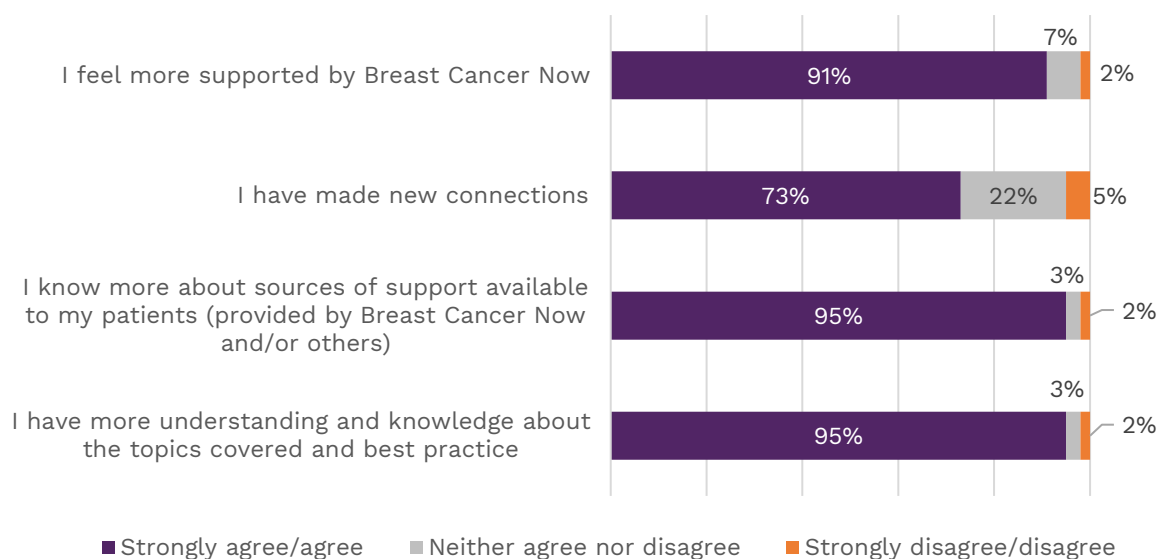 7%
I feel more supported by Breast Cancer Now
91%
2%
I have made new connections
73%
22%
5%
3%
I know more about sources of support available
to my patients (provided by Breast Cancer Now
and/or others)
95%
2%
3%
I have more understanding and knowledge about
the topics covered and best practice
95%
2%
Strongly agree/agree
Neither agree nor disagree
Strongly disagree/disagree